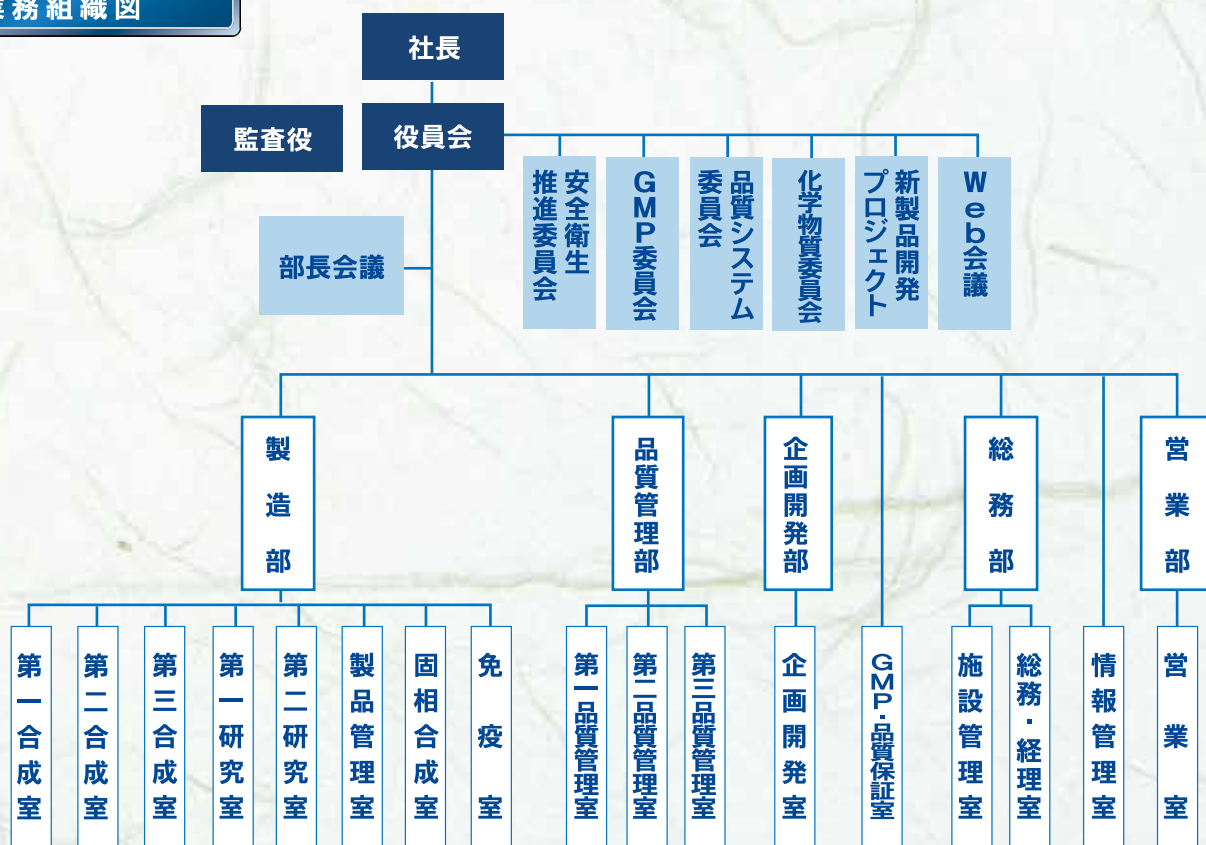 業務組織図
社長
監査役
役員会
安全衛生
推進委員会
GMP委員会
品質システム
委員会
化学物質委員会
新製品開発
プロジェクト
Web会議
部長会議
製造部
品質管理部
企画開発部
総務部
営業部
第一合成室
第二合成室
第三合成室
第一研究室
第二研究室
製品管理室
固相合成室
免疫室
第一品質管理室
第二品質管理室
第三品質管理室
企画開発室
GMP・品質保証室
施設管理室
総務・経理室
情報管理室
営業室